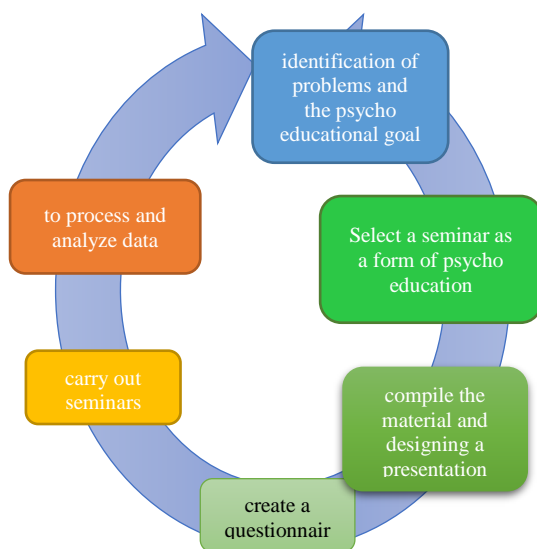 identification of
problems and
the psycho
educational goal
Select a seminar as
a form of psycho
education
compile the
material and
designing a
presentation
create a
questionnair
carry out
seminars
to process and
analyze data